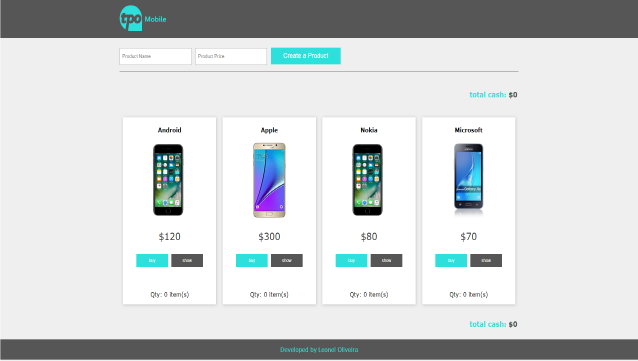 tpo Mobile
Product Name Product Price Create a Product
total cash: $0
Android Apple Nokia Microsoft
$120 $300 $80 $70
buy show buy show buy show buy show
Qty: 0 item(s) Qty: 0 item(s) Qty: 0 item(s) Qty: 0 item(s)
total cash: $0
Developed by Leonel Oliveira